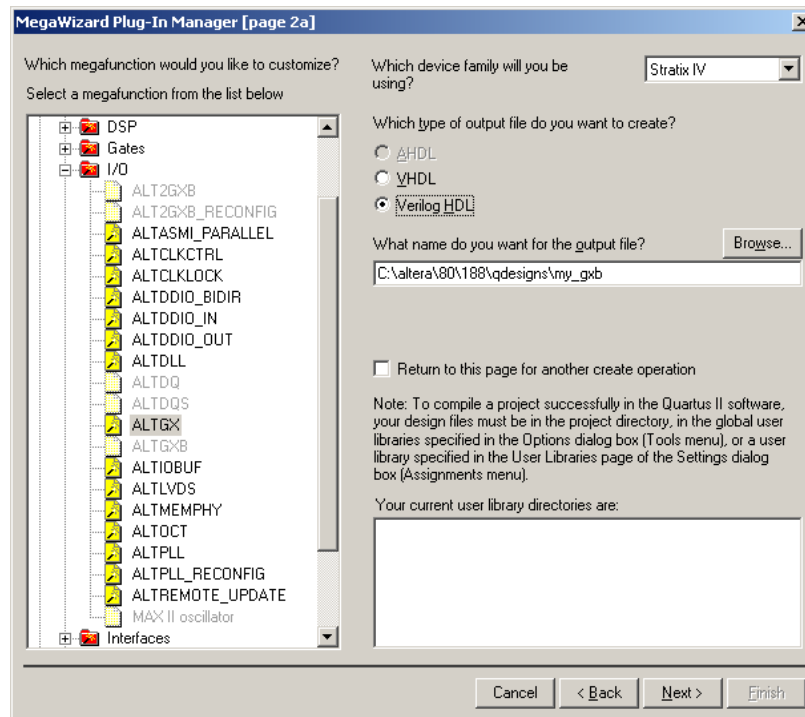 MegaWizard Plug-In Manager [page 2a]
Which megafunction would you like to customize?
Select a megafunction from the list below
DSP
Gates
I/O
ALT2GXB
ALT2GXB_RECONFIG
ALTASMI_PARALLEL
ALTCLKCTRL
ALTCLKLOCK
ALTDDIO_BIDIR
ALTDDIO_IN
ALTDDIO_OUT
ALTDLL
ALTDQ
ALTDQS
ALTGX
ALTGXB
ALTIOBUF
ALTLVDS
ALTMEMPHY
ALTOCT
ALTPLL
ALTPLL_RECONFIG
ALTREMOTE_UPDATE
MAX II oscillator
Interfaces
Which device family will you be
using?
Stratix IV
Which type of output file do you want to create?
AHDL
VHDL
Verilog HDL
What name do you want for the output file?
Browse...
C:\altera\80\188\qdesigns\my_gxb
Return to this page for another create operation
Note: To compile a project successfully in the Quartus II software,
your design files must be in the project directory, in the global user
libraries specified in the Options dialog box (Tools menu), or a user
library specified in the User Libraries page of the Settings dialog
box (Assignments menu).
Your current user library directories are:
Cancel
< Back
Next >
Finish